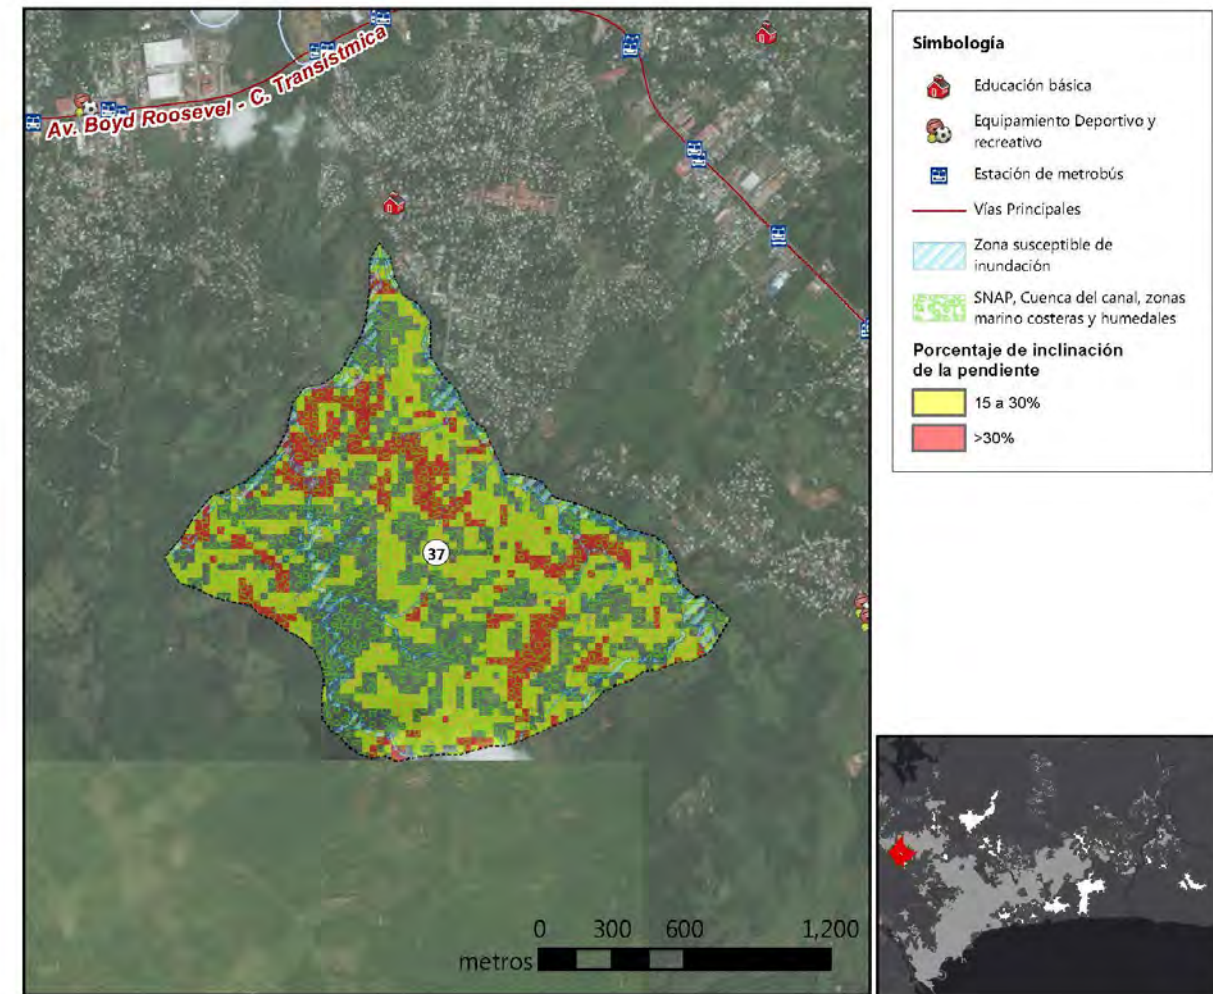 Av. Boyd Roosevel - C. Transístmica
37
0 300 600 1,200
metros
Simbología
Educación básica
Equipamiento Deportivo y
recreativo
Estación de metrobús
Vías Principales
Zona susceptible de
inundación
SNAP, Cuenca del canal, zonas
marino costeras y humedales
Porcentaje de inclinación
de la pendiente
15 a 30%
>30%